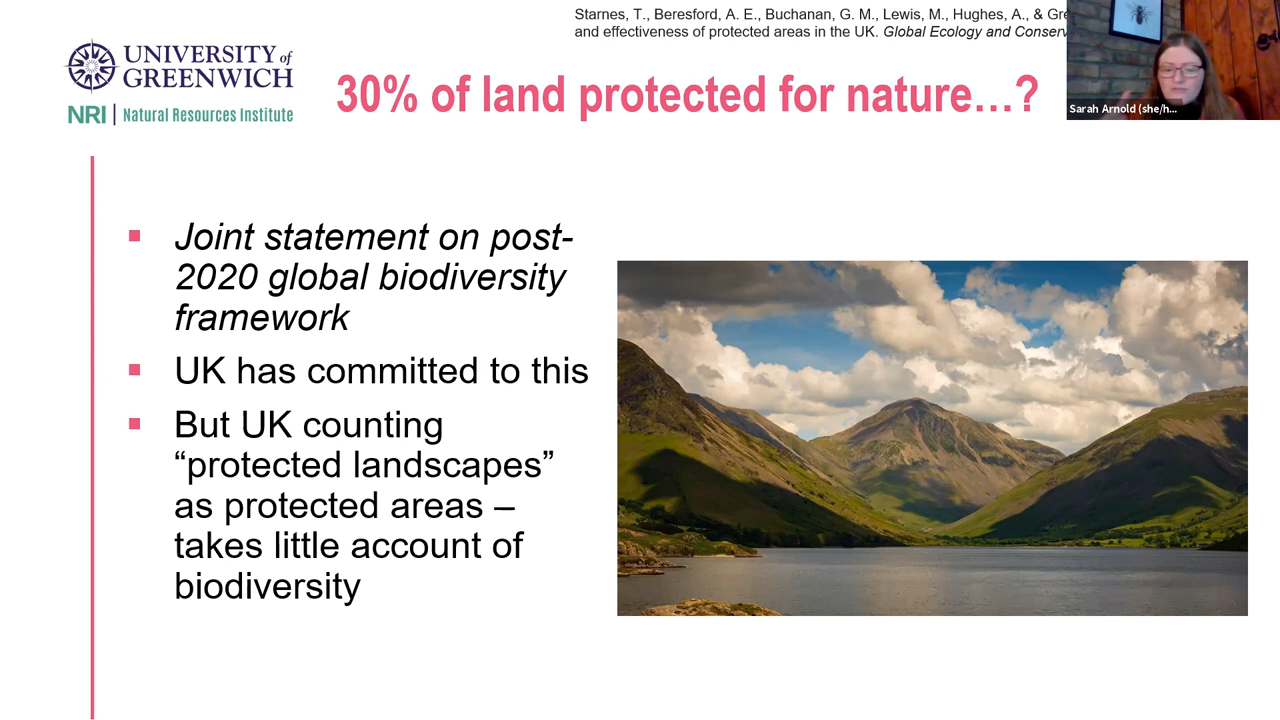 Starnes, T., Beresford, A. E., Buchanan, G. M., Lewis, M., Hughes, A., &
and effectiveness of protected areas in the UK. Global Ecology and
UNIVERSITY of
GREENWICH
NRI | Natural Resources Institute
30% of land protected for nature…?
Sarah Arnold (she/h...
▪ Joint statement on post-
2020 global biodiversity
framework
▪ UK has committed to this
▪ But UK counting
“protected landscapes”
as protected areas –
takes little account of
biodiversity